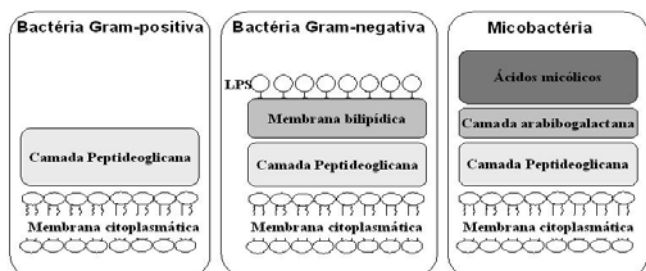 Bactéria Gram-positiva
Camada Peptideoglicana
Membrana citoplasmática
Bactéria Gram-negativa
LPS
Membrana bilipídica
Camada Peptideoglicana
Membrana citoplasmática
Micobactéria
Ácidos micólicos
Camada arabibogalactana
Camada Peptideoglicana
Membrana citoplasmática